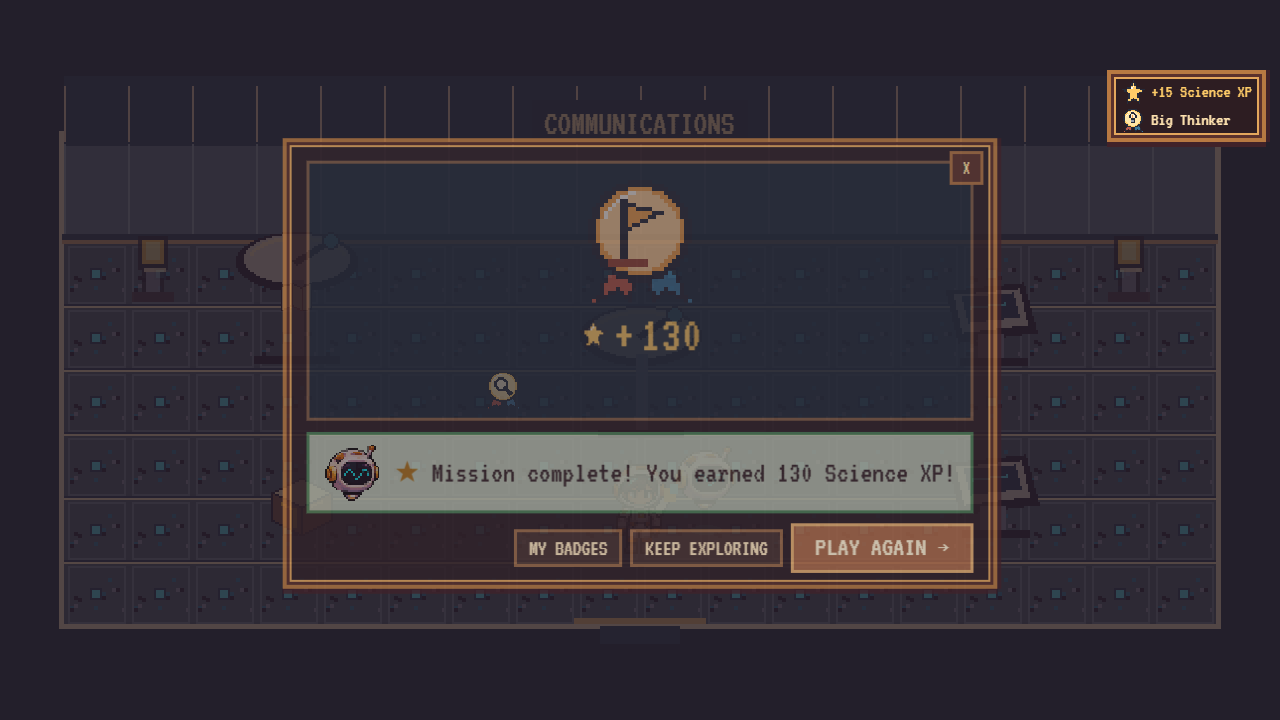 +15 Science XP
Big Thinker
COMMUNICATIONS
X
+130
Mission complete! You earned 130 Science XP!
MY BADGES
KEEP EXPLORING
PLAY AGAIN →